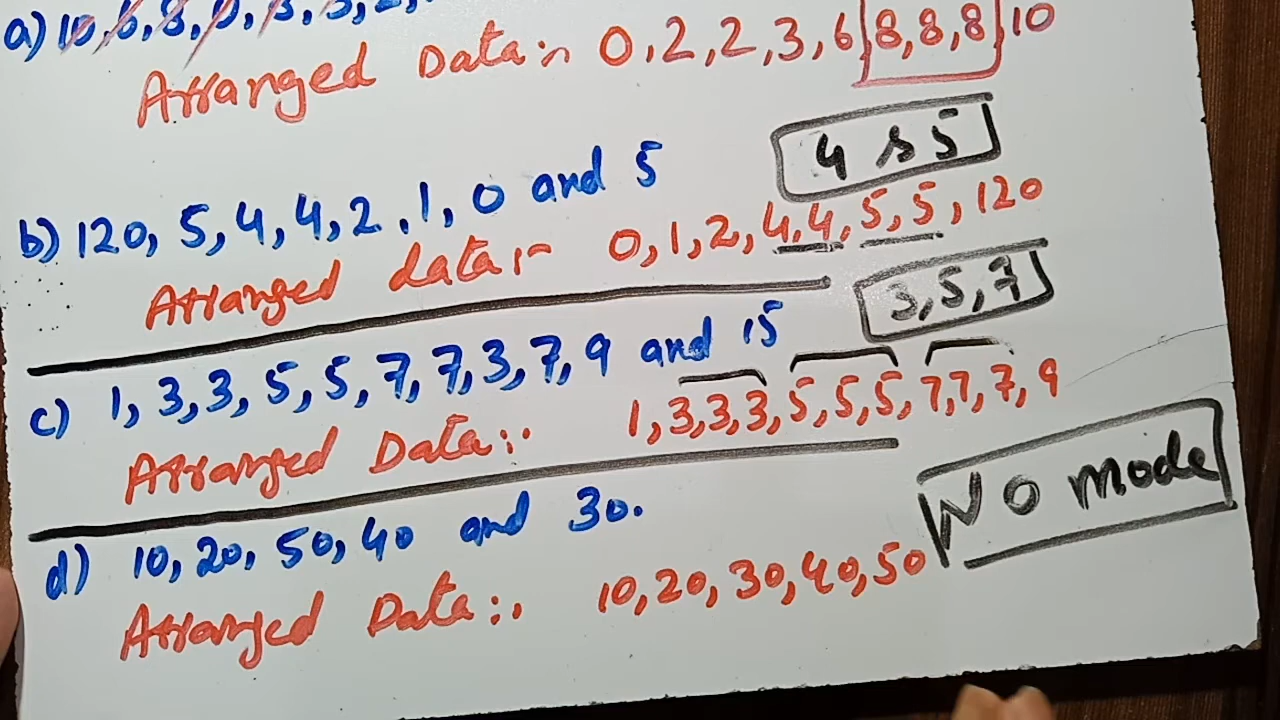 a) 10, 6, 8, 0,
Arranged Data:- 0, 2, 2, 3, 6, 8, 8, 8, 10
4 & 5
b) 120, 5, 4, 4, 2, 1, 0 and 5
Arranged data:- 0, 1, 2, 4, 4, 5, 5, 120
3, 5, 7
c) 1, 3, 3, 5, 5, 7, 7, 3, 7, 9 and 15
Arranged Data:- 1, 3, 3, 3, 5, 5, 5, 7, 7, 7, 9
No mode
d) 10, 20, 50, 40 and 30.
Arranged Data:- 10, 20, 30, 40, 50